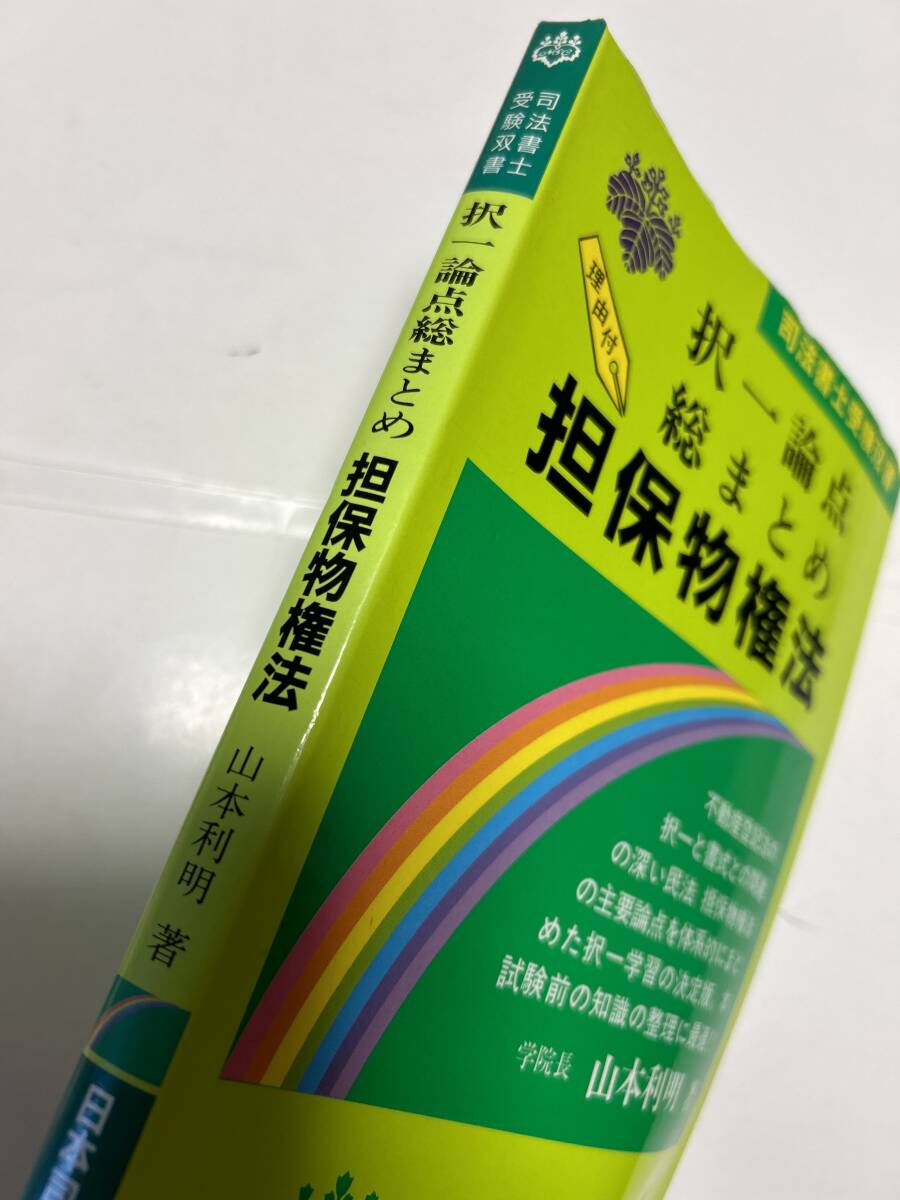 司法書士
受験双書
択一論点総まとめ
担保物権法
山本利明 著
日本司
司法書士受験双書
理由付
択一論点
総まとめ
担保物権法
不動産登記法の
択一と書式との関連
の深い民法 担保物権法
の主要論点を体系的にまと
めた択一学習の決定版
試験前の知識の整理に最適
学院長 山本利明